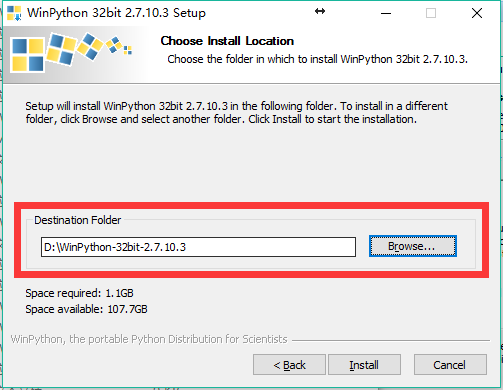 WinPython 32bit 2.7.10.3 Setup
Choose Install Location
Choose the folder in which to install WinPython 32bit 2.7.10.3.
Setup will install WinPython 32bit 2.7.10.3 in the following folder. To install in a different
folder, click Browse and select another folder. Click Install to start the installation.
Destination Folder
D:\WinPython-32bit-2.7.10.3
Browse...
Space required: 1.1GB
Space available: 107.7GB
WinPython, the portable Python Distribution for Scientists
< Back
Install
Cancel